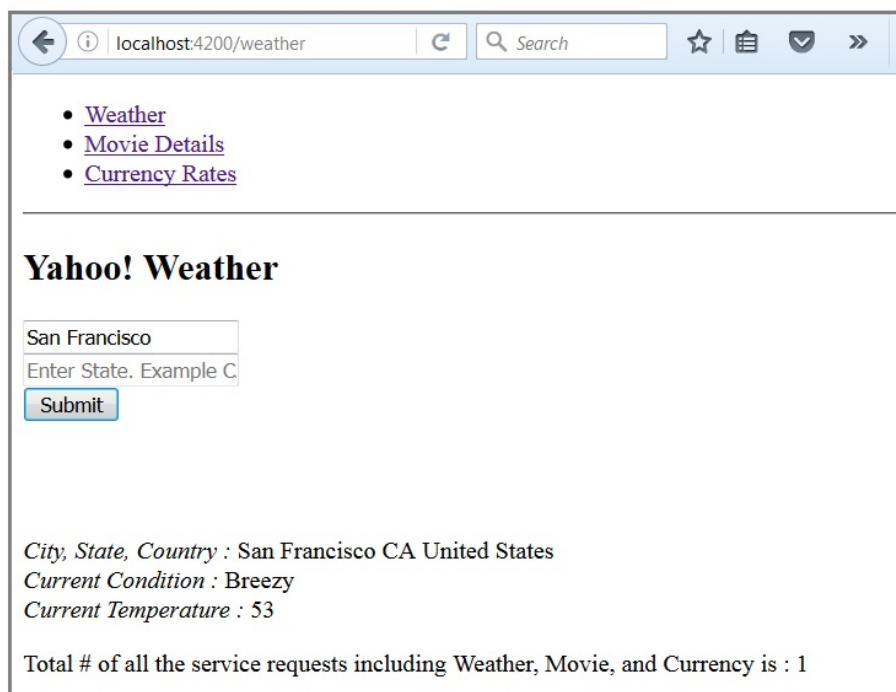 localhost:4200/weather
Search
Weather
Movie Details
Currency Rates
Yahoo! Weather
San Francisco
Enter State. Example C
Submit
City, State, Country : San Francisco CA United States
Current Condition : Breezy
Current Temperature : 53
Total # of all the service requests including Weather, Movie, and Currency is : 1